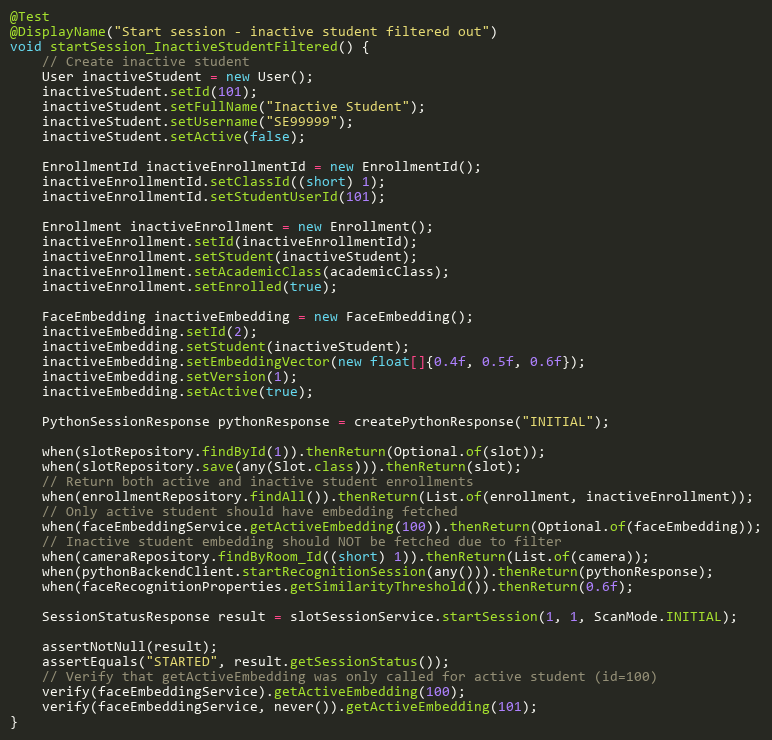 @Test
@DisplayName("Start session - inactive student filtered out")
void startSession_InactiveStudentFiltered() {
    // Create inactive student
    User inactiveStudent = new User();
    inactiveStudent.setId(101);
    inactiveStudent.setFullName("Inactive Student");
    inactiveStudent.setUsername("SE99999");
    inactiveStudent.setActive(false);

    EnrollmentId inactiveEnrollmentId = new EnrollmentId();
    inactiveEnrollmentId.setClassId((short) 1);
    inactiveEnrollmentId.setStudentUserId(101);

    Enrollment inactiveEnrollment = new Enrollment();
    inactiveEnrollment.setId(inactiveEnrollmentId);
    inactiveEnrollment.setStudent(inactiveStudent);
    inactiveEnrollment.setAcademicClass(academicClass);
    inactiveEnrollment.setEnrolled(true);

    FaceEmbedding inactiveEmbedding = new FaceEmbedding();
    inactiveEmbedding.setId(2);
    inactiveEmbedding.setStudent(inactiveStudent);
    inactiveEmbedding.setEmbeddingVector(new float[]{0.4f, 0.5f, 0.6f});
    inactiveEmbedding.setVersion(1);
    inactiveEmbedding.setActive(true);

    PythonSessionResponse pythonResponse = createPythonResponse("INITIAL");

    when(slotRepository.findById(1)).thenReturn(Optional.of(slot));
    when(slotRepository.save(any(Slot.class))).thenReturn(slot);
    // Return both active and inactive student enrollments
    when(enrollmentRepository.findAll()).thenReturn(List.of(enrollment, inactiveEnrollment));
    // Only active student should have embedding fetched
    when(faceEmbeddingService.getActiveEmbedding(100)).thenReturn(Optional.of(faceEmbedding));
    // Inactive student embedding should NOT be fetched due to filter
    when(cameraRepository.findByRoom_Id((short) 1)).thenReturn(List.of(camera));
    when(pythonBackendClient.startRecognitionSession(any())).thenReturn(pythonResponse);
    when(faceRecognitionProperties.getSimilarityThreshold()).thenReturn(0.6f);

    SessionStatusResponse result = slotSessionService.startSession(1, 1, ScanMode.INITIAL);

    assertNotNull(result);
    assertEquals("STARTED", result.getSessionStatus());
    // Verify that getActiveEmbedding was only called for active student (id=100)
    verify(faceEmbeddingService).getActiveEmbedding(100);
    verify(faceEmbeddingService, never()).getActiveEmbedding(101);
}